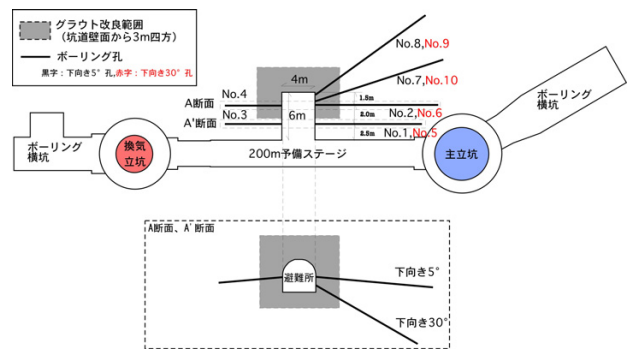 グラウト改良範囲
(坑道壁面から3m四方)
ボーリング孔
黒字：下向き5° 孔,赤字：下向き30° 孔
No.8,No.9
No.7,No.10
4m
No.4
A断面
1.5m
6m
No.3
2.0m
No.2,No.6
A'断面
2.5m
No.1,No.5
ボーリング
横坑
ボーリング
横坑
換気
立坑
200m予備ステージ
主立坑
A断面、A'断面
避難所
下向き5°
下向き30°